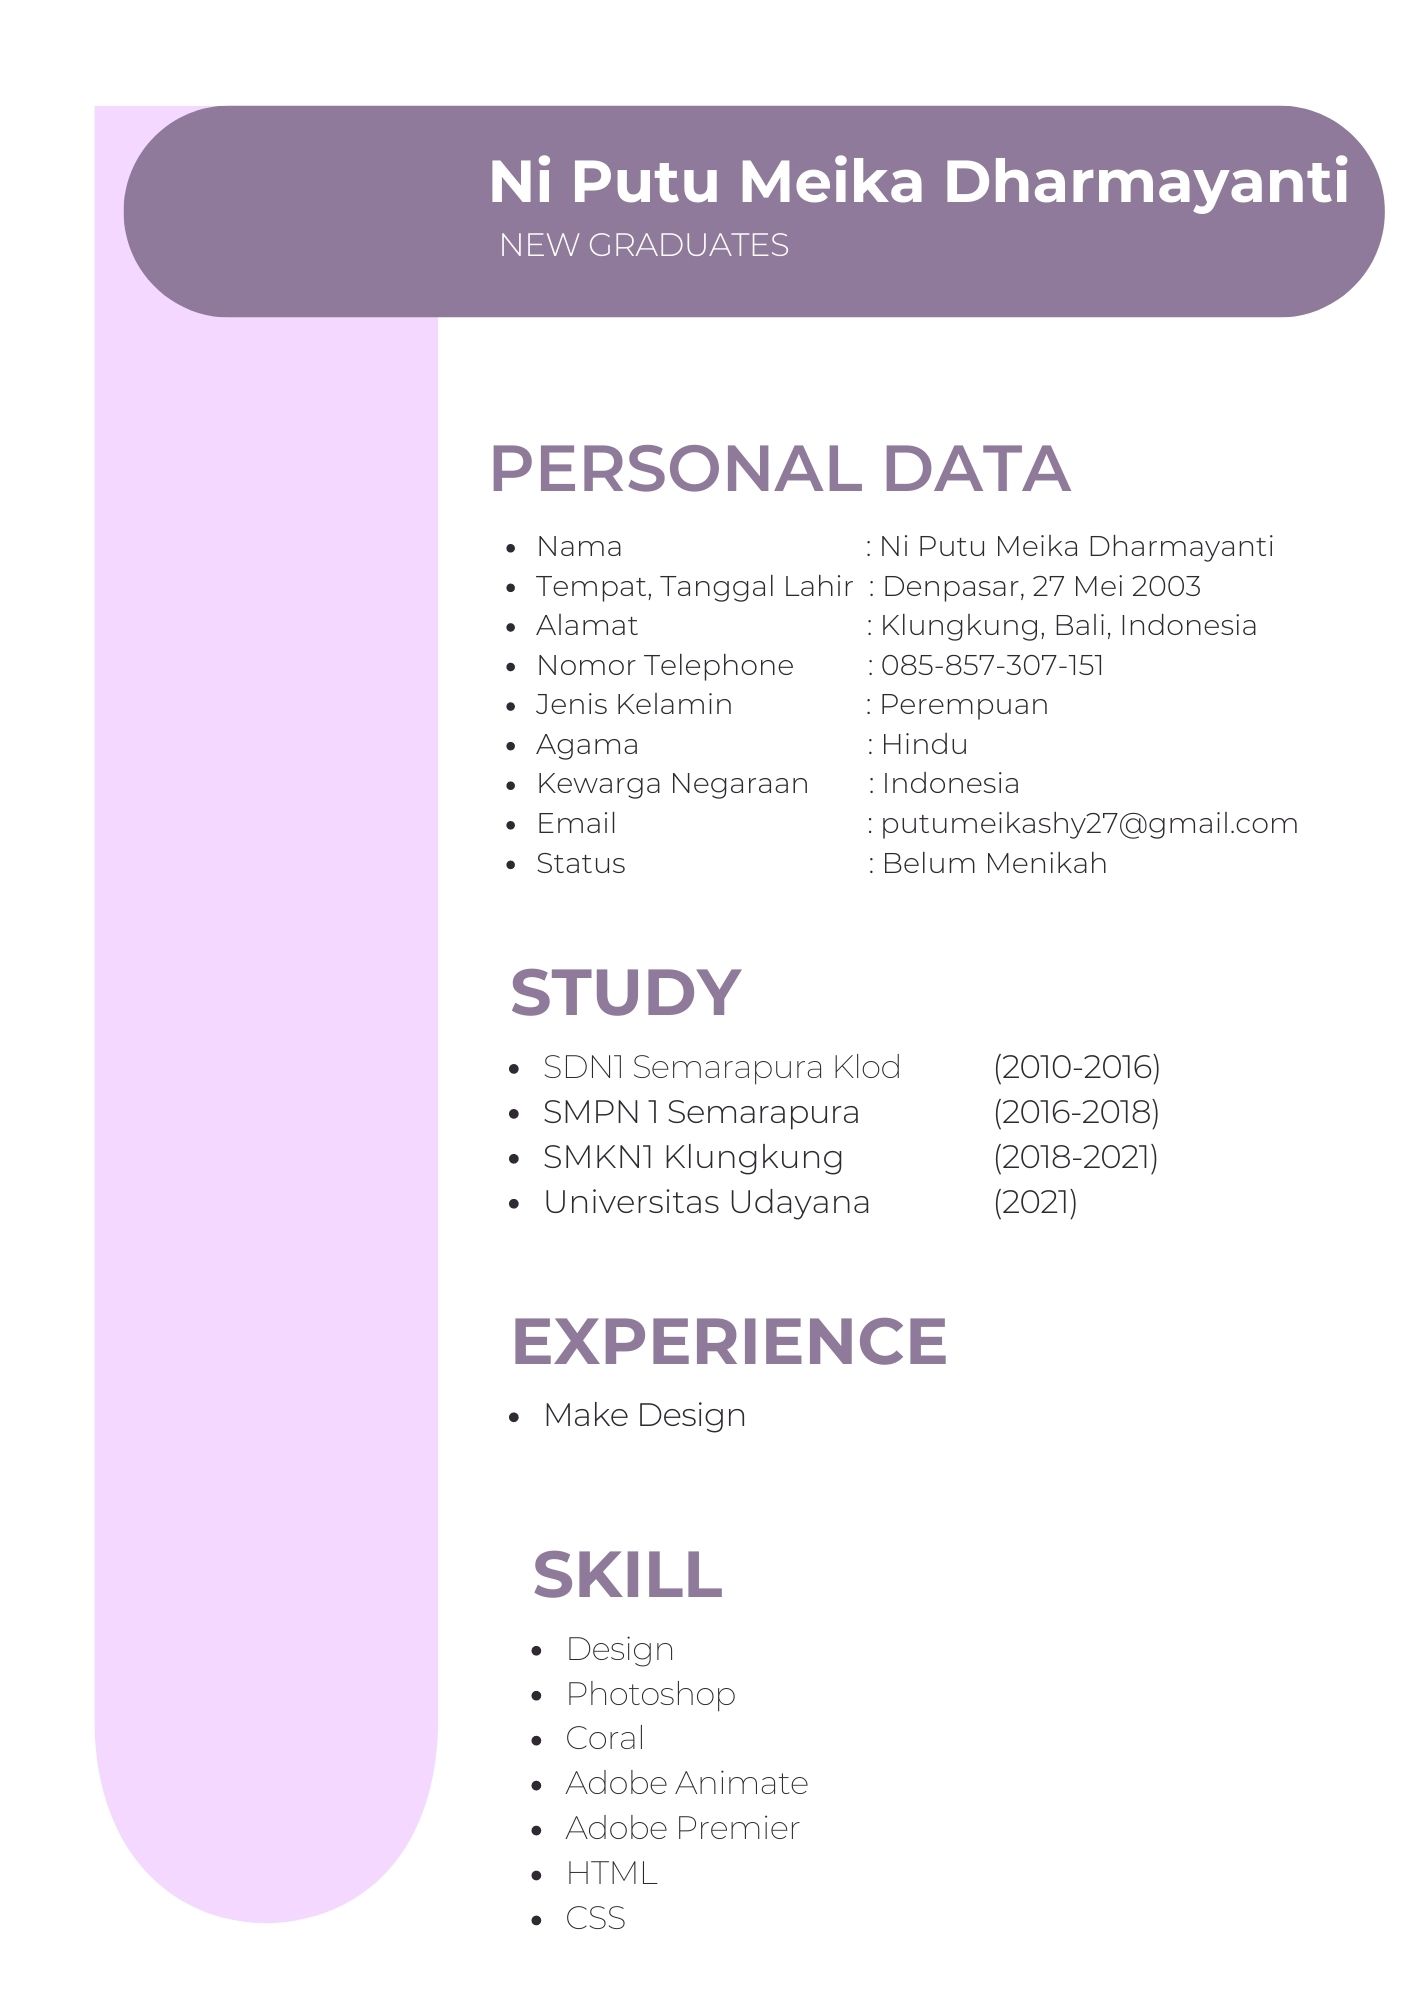 Ni Putu Meika Dharmayanti
NEW GRADUATES
PERSONAL DATA
• Nama : Ni Putu Meika Dharmayanti
• Tempat, Tanggal Lahir : Denpasar, 27 Mei 2003
• Alamat : Klungkung, Bali, Indonesia
• Nomor Telephone : 085-857-307-151
• Jenis Kelamin : Perempuan
• Agama : Hindu
• Kewarga Negaraan : Indonesia
• Email : putumeikashy27@gmail.com
• Status : Belum Menikah
STUDY
• SDN1 Semarapura Klod (2010-2016)
• SMPN 1 Semarapura (2016-2018)
• SMKN1 Klungkung (2018-2021)
• Universitas Udayana (2021)
EXPERIENCE
• Make Design
SKILL
• Design
• Photoshop
• Coral
• Adobe Animate
• Adobe Premier
• HTML
• CSS